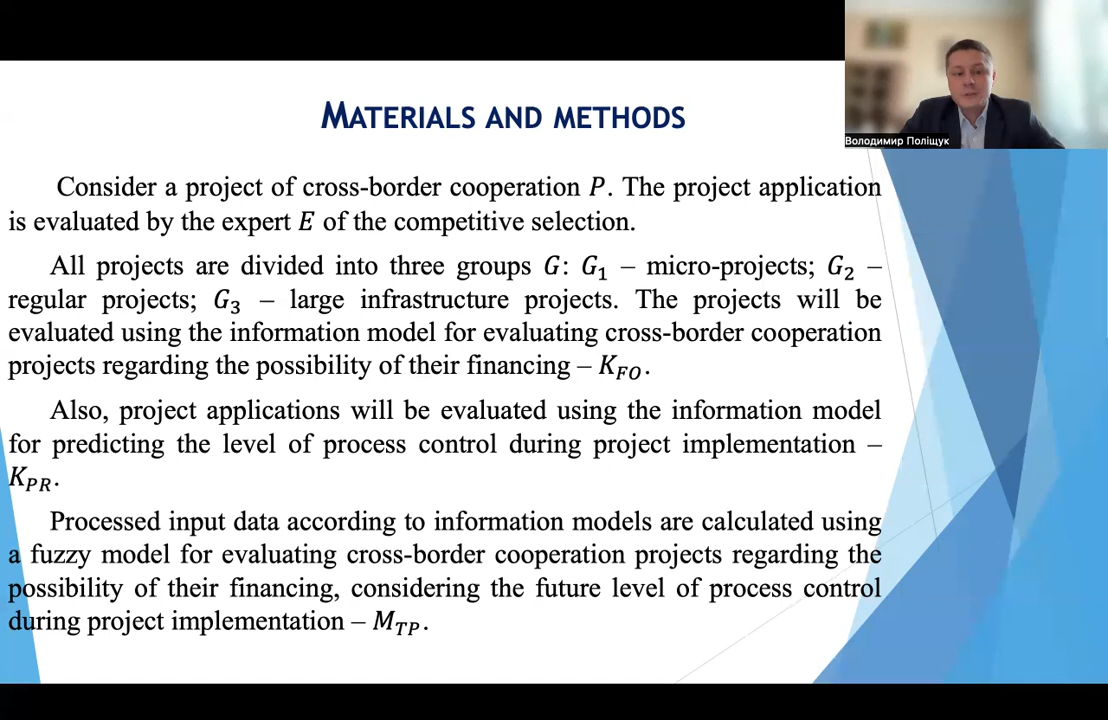 MATERIALS AND METHODS
Володимир Поліщук
Consider a project of cross-border cooperation P. The project application
is evaluated by the expert E of the competitive selection.
All projects are divided into three groups G: G₁ – micro-projects; G₂ –
regular projects; G₃ – large infrastructure projects. The projects will be
evaluated using the information model for evaluating cross-border cooperation
projects regarding the possibility of their financing – K_FO.
Also, project applications will be evaluated using the information model
for predicting the level of process control during project implementation –
K_PR.
Processed input data according to information models are calculated using
a fuzzy model for evaluating cross-border cooperation projects regarding the
possibility of their financing, considering the future level of process control
during project implementation – M_TP.